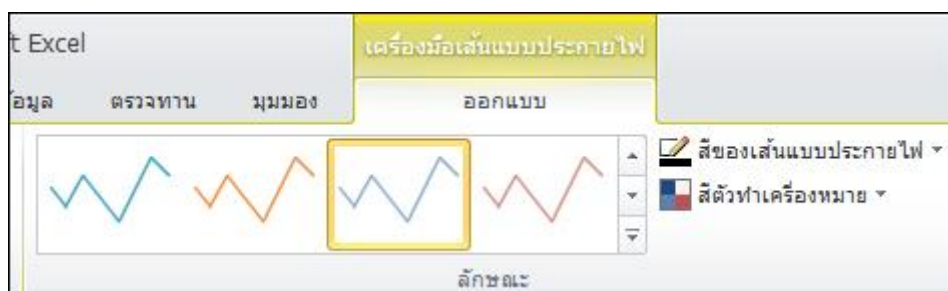 t Excel
เครื่องมือเส้นแบบประกายไฟ
้อมูล ตรวจทาน มุมมอง ออกแบบ
สีของเส้นแบบประกายไฟ
สีตัวทำเครื่องหมาย
ลักษณะ